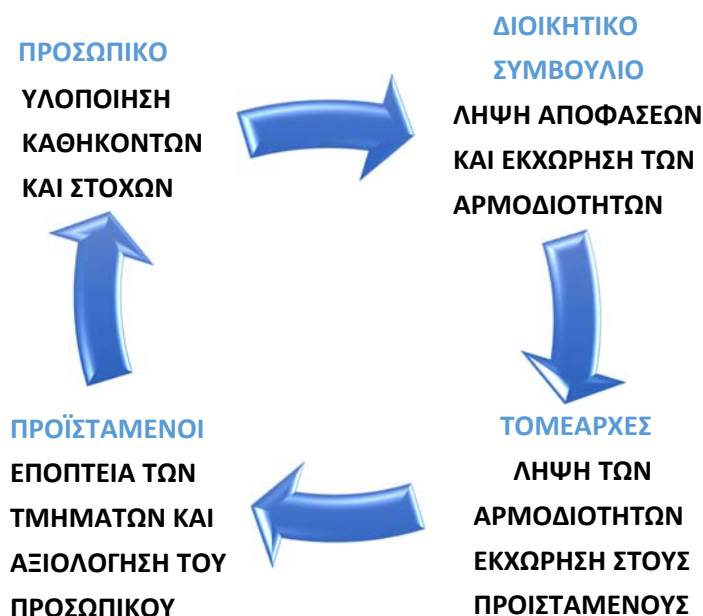 ΠΡΟΣΩΠΙΚΟ
ΥΛΟΠΟΙΗΣΗ
ΚΑΘΗΚΟΝΤΩΝ
ΚΑΙ ΣΤΟΧΩΝ
ΔΙΟΙΚΗΤΙΚΟ
ΣΥΜΒΟΥΛΙΟ
ΛΗΨΗ ΑΠΟΦΑΣΕΩΝ
ΚΑΙ ΕΚΧΩΡΗΣΗ ΤΩΝ
ΑΡΜΟΔΙΟΤΗΤΩΝ
ΤΟΜΕΑΡΧΕΣ
ΛΗΨΗ ΤΩΝ
ΑΡΜΟΔΙΟΤΗΤΩΝ
ΕΚΧΩΡΗΣΗ ΣΤΟΥΣ
ΠΡΟΙΣΤΑΜΕΝΟΥΣ
ΠΡΟΪΣΤΑΜΕΝΟΙ
ΕΠΟΠΤΕΙΑ ΤΩΝ
ΤΜΗΜΑΤΩΝ ΚΑΙ
ΑΞΙΟΛΟΓΗΣΗ ΤΟΥ
ΠΡΟΣΩΠΙΚΟΥ